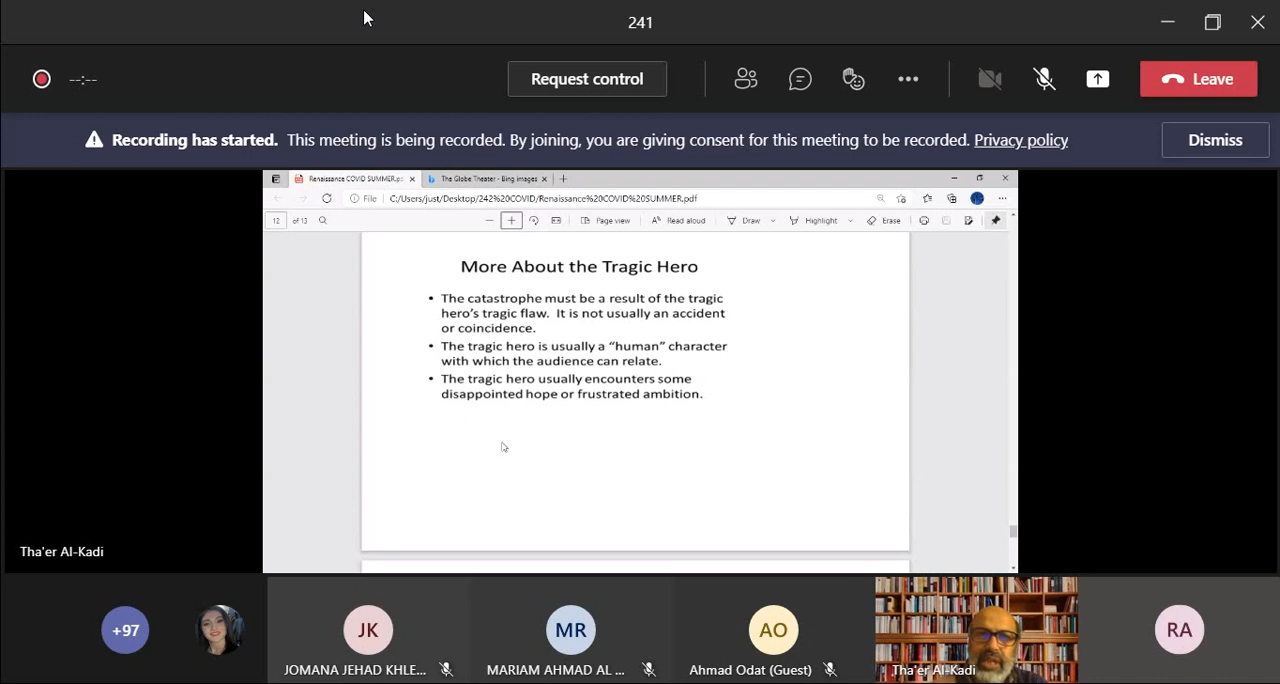 241
--:--
Request control
Leave
Recording has started. This meeting is being recorded. By joining, you are giving consent for this meeting to be recorded. Privacy policy
Dismiss
Renaissance COVID SUMMER.p
The Globe Theater - Bing images
File C:/Users/just/Desktop/242%20COVID/Renaissance%20COVID%20SUMMER.pdf
12 of 13
Page view
Read aloud
Draw
Highlight
Erase
More About the Tragic Hero
• The catastrophe must be a result of the tragic
hero's tragic flaw. It is not usually an accident
or coincidence.
• The tragic hero is usually a “human” character
with which the audience can relate.
• The tragic hero usually encounters some
disappointed hope or frustrated ambition.
Tha'er Al-Kadi
+97
JK
MR
AO
RA
JOMANA JEHAD KHLE...
MARIAM AHMAD AL ...
Ahmad Odat (Guest)
Tha'er Al-Kadi